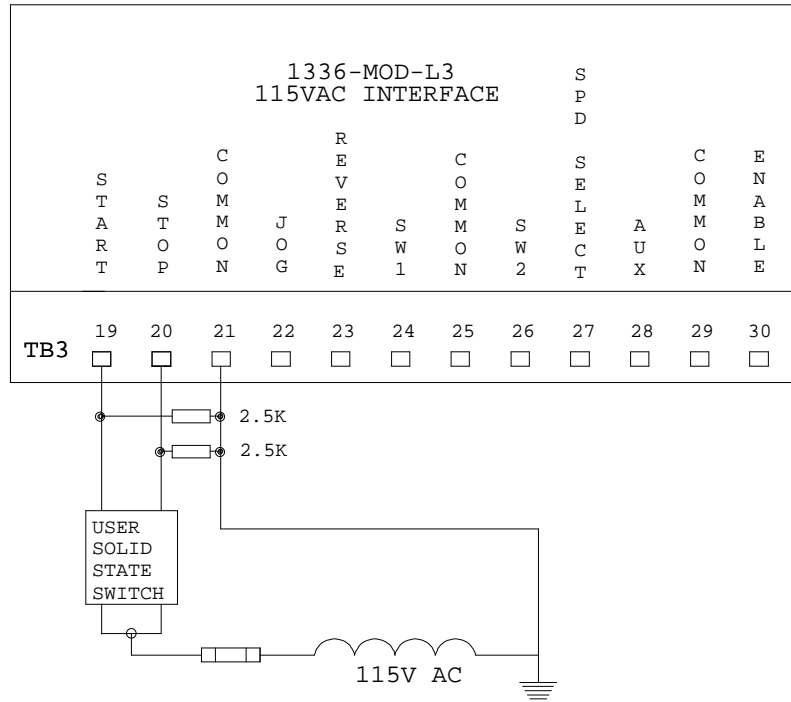 1336-MOD-L3
115VAC INTERFACE
START
STOP
COMMON
JOG
REVERSE
SW1
COMMON
SW2
SPD SELECT
AUX
COMMON
ENABLE
TB3 19 20 21 22 23 24 25 26 27 28 29 30
2.5K
2.5K
USER
SOLID
STATE
SWITCH
115V AC